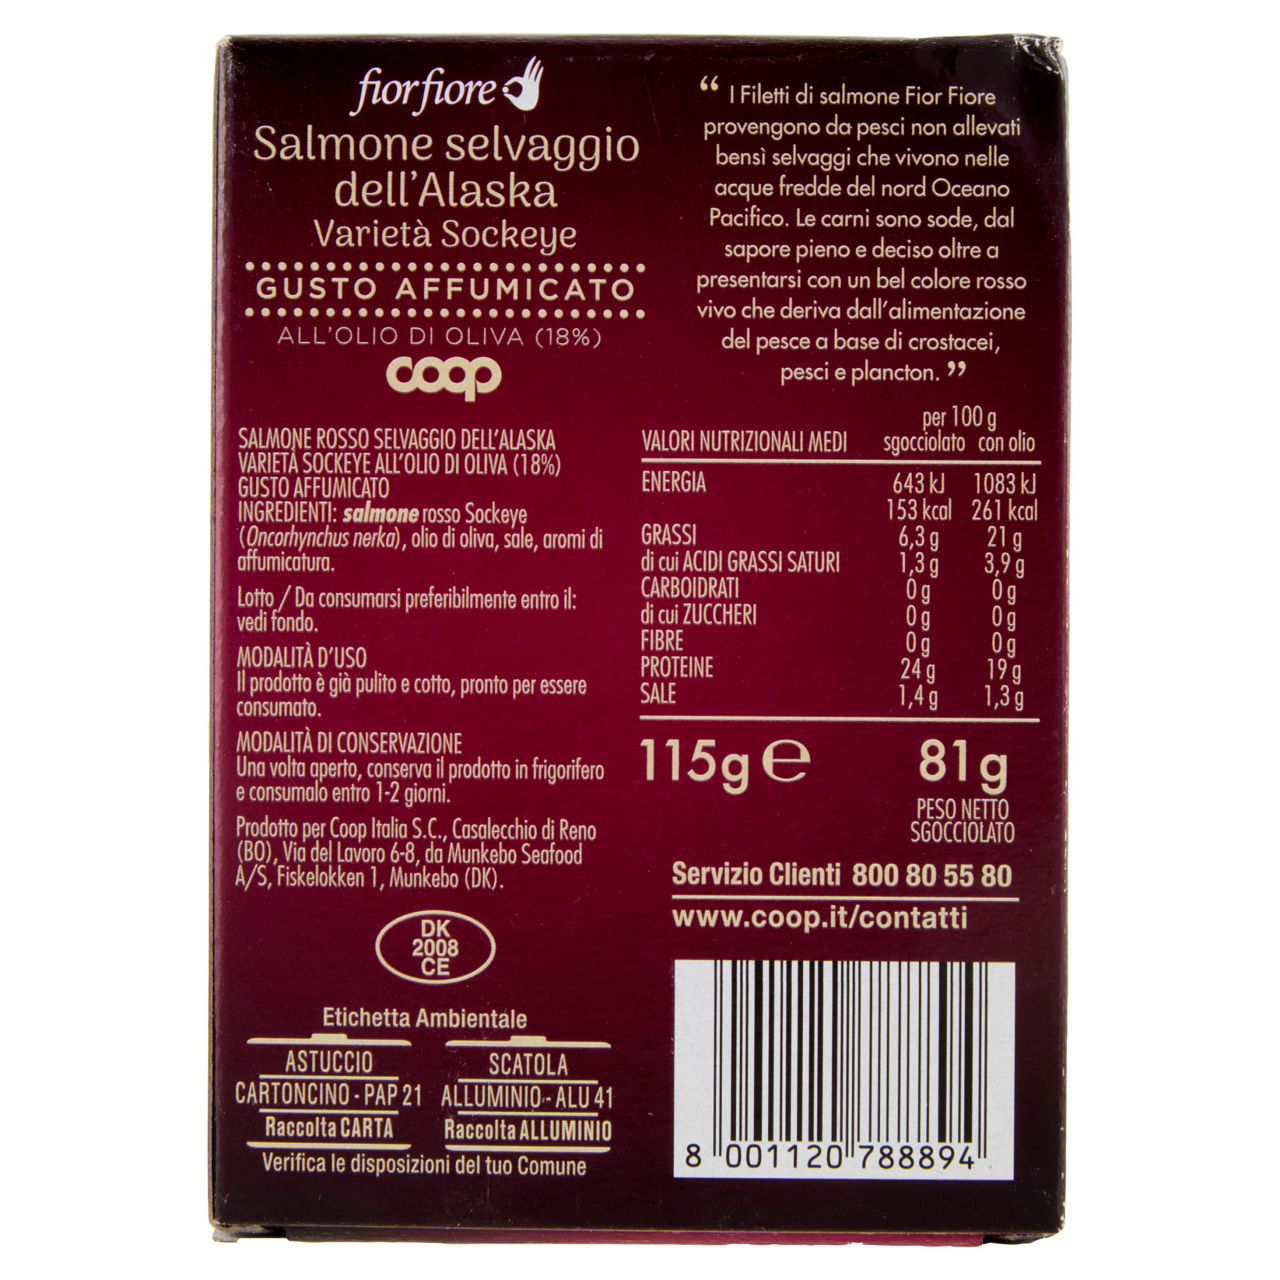 fiorfiore
Salmone selvaggio
dell'Alaska
Varietà Sockeye
GUSTO AFFUMICATO
ALL'OLIO DI OLIVA (18%)
coop
“ I Filetti di salmone Fior Fiore
provengono da pesci non allevati
bensì selvaggi che vivono nelle
acque fredde del nord Oceano
Pacifico. Le carni sono sode, dal
sapore pieno e deciso oltre a
presentarsi con un bel colore rosso
vivo che deriva dall'alimentazione
del pesce a base di crostacei,
pesci e plancton. ”
SALMONE ROSSO SELVAGGIO DELL'ALASKA
VARIETÀ SOCKEYE ALL'OLIO DI OLIVA (18%)
GUSTO AFFUMICATO
INGREDIENTI: salmone rosso Sockeye
(Oncorhynchus nerka), olio di oliva, sale, aromi di
affumicatura.
Lotto / Da consumarsi preferibilmente entro il:
vedi fondo.
MODALITÀ D'USO
Il prodotto è già pulito e cotto, pronto per essere
consumato.
MODALITÀ DI CONSERVAZIONE
Una volta aperto, conserva il prodotto in frigorifero
e consumalo entro 1-2 giorni.
Prodotto per Coop Italia S.C., Casalecchio di Reno
(BO), Via del Lavoro 6-8, da Munkebo Seafood
A/S, Fiskelokken 1, Munkebo (DK).
DK
2008
CE
Etichetta Ambientale
ASTUCCIO
CARTONCINO - PAP 21
Raccolta CARTA
SCATOLA
ALLUMINIO - ALU 41
Raccolta ALLUMINIO
Verifica le disposizioni del tuo Comune
per 100 g
VALORI NUTRIZIONALI MEDI sgocciolato con olio
ENERGIA 643 kJ 1083 kJ
153 kcal 261 kcal
GRASSI 6,3 g 21 g
di cui ACIDI GRASSI SATURI 1,3 g 3,9 g
CARBOIDRATI 0 g 0 g
di cui ZUCCHERI 0 g 0 g
FIBRE 0 g 0 g
PROTEINE 24 g 19 g
SALE 1,4 g 1,3 g
115g ℮ 81g
PESO NETTO
SGOCCIOLATO
Servizio Clienti 800 80 55 80
www.coop.it/contatti
8 001120 788894